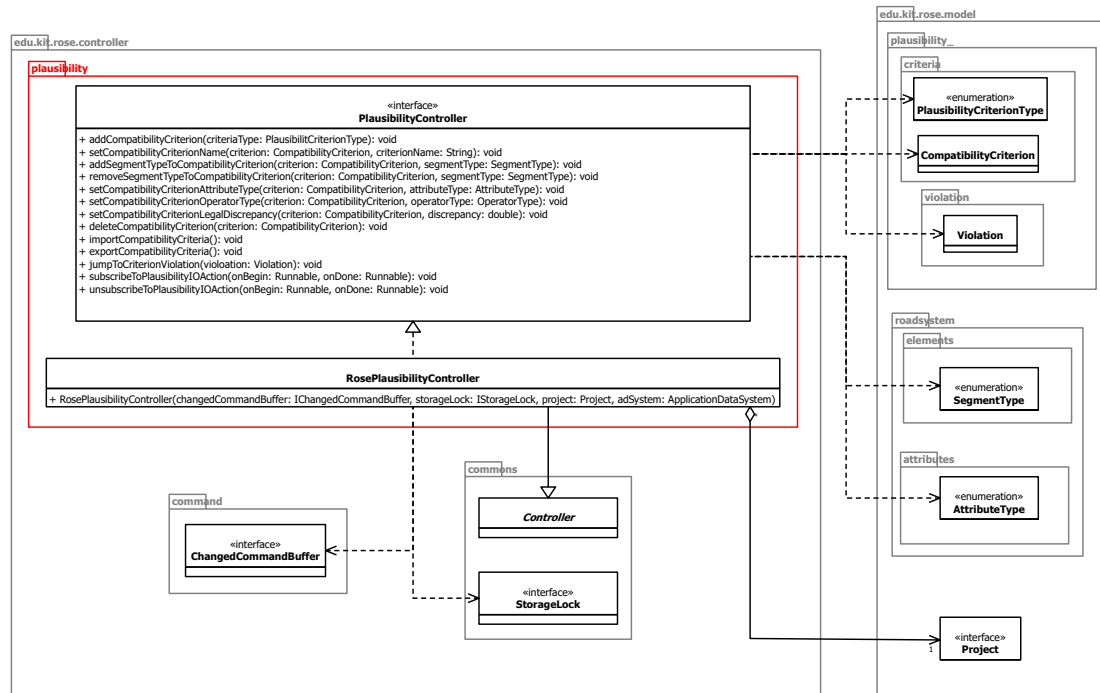 edu.kit.rose.model
edu.kit.rose.controller
plausibility_
plausibility
criteria
«interface»
PlausibilityController
+ addCompatibilityCriterion(criteriaType: PlausibilitCriterionType): void
+ setCompatibilityCriterionName(criterion: CompatibilityCriterion, criterionName: String): void
+ addSegmentTypeToCompatibilityCriterion(criterion: CompatibilityCriterion, segmentType: SegmentType): void
+ removeSegmentTypeToCompatibilityCriterion(criterion: CompatibilityCriterion, segmentType: SegmentType): void
+ setCompatibilityCriterionAttributeType(criterion: CompatibilityCriterion, attributeType: AttributeType): void
+ setCompatibilityCriterionOperatorType(criterion: CompatibilityCriterion, operatorType: OperatorType): void
+ setCompatibilityCriterionLegalDiscrepancy(criterion: CompatibilityCriterion, discrepancy: double): void
+ deleteCompatibilityCriterion(criterion: CompatibilityCriterion): void
+ importCompatibilityCriteria(): void
+ exportCompatibilityCriteria(): void
+ jumpToCriterionViolation(violoation: Violation): void
+ subscribeToPlausibilityIOAction(onBegin: Runnable, onDone: Runnable): void
+ unsubscribeToPlausibilityIOAction(onBegin: Runnable, onDone: Runnable): void
«enumeration»
PlausibilityCriterionType
CompatibilityCriterion
violation
Violation
roadsystem
elements
«enumeration»
SegmentType
RosePlausibilityController
+ RosePlausibilityController(changedCommandBuffer: IChangedCommandBuffer, storageLock: IStorageLock, project: Project, adSystem: ApplicationDataSystem)
*
attributes
«enumeration»
AttributeType
commons
Controller
command
«interface»
ChangedCommandBuffer
«interface»
StorageLock
1
«interface»
Project